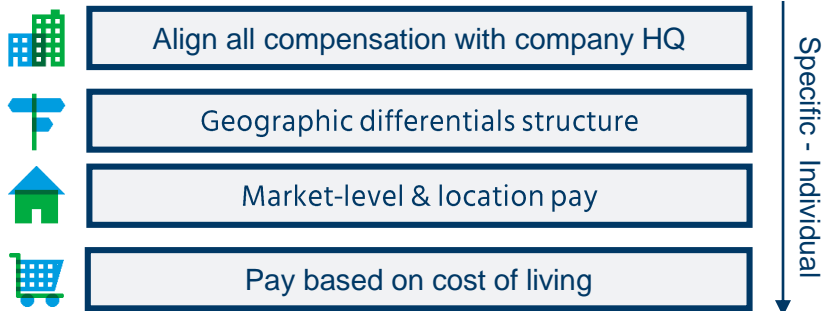 Align all compensation with company HQ
Geographic differentials structure
Market-level & location pay
Pay based on cost of living
Specific - Individual